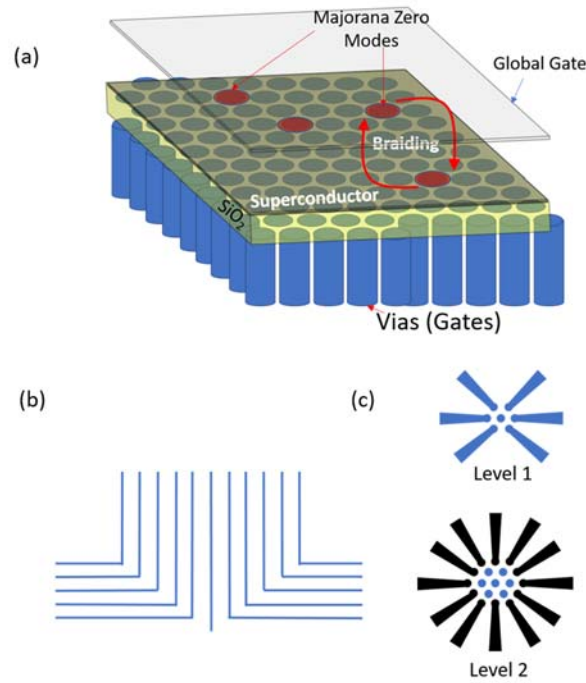 Majorana Zero
Modes
(a)
Global Gate
Braiding
Superconductor
SiO₂
Vias (Gates)
(b)
(c)
Level 1
Level 2